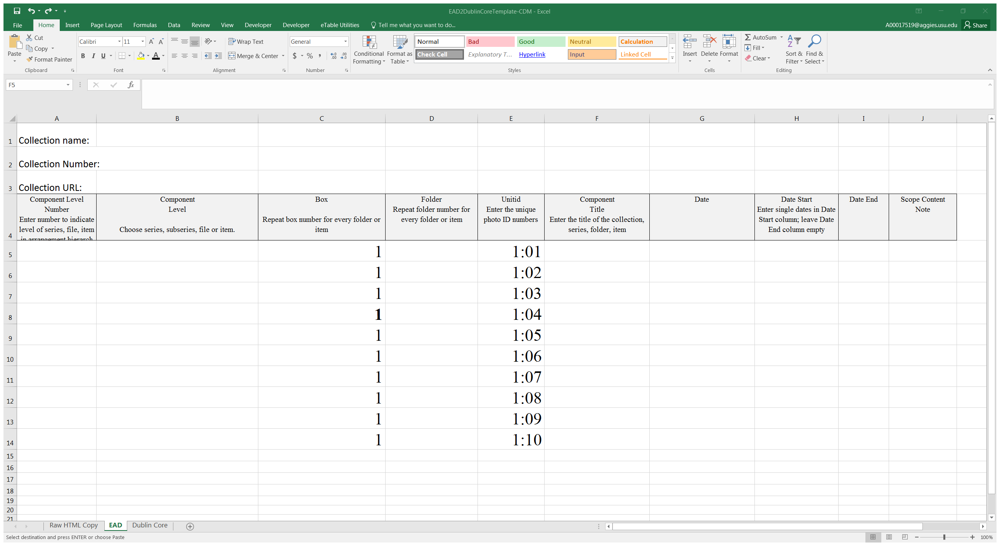 EAD2DublinCoreTemplate-CDM - Excel
File Home Insert Page Layout Formulas Data Review View Developer Developer eTable Utilities Tell me what you want to do... A00017519@aggies.usu.edu Share
Paste
Cut
Copy
Format Painter
Clipboard
Calibri 11
B I U
Font
Wrap Text
Merge & Center
Alignment
General
$ % ,
Number
Conditional Formatting
Format as Table
Normal Bad Good Neutral Calculation
Check Cell Explanatory T... Hyperlink Input Linked Cell
Styles
Insert Delete Format
Cells
AutoSum
Fill
Clear
Sort & Filter
Find & Select
Editing
F5 fx
A B C D E F G H I J
1 Collection name:
2 Collection Number:
3 Collection URL:
4
Component Level
Number
Enter number to indicate
level of series, file, item
in arrangement hierarch
Component
Level
Choose series, subseries, file or item.
Box
Repeat box number for every folder or
item
Folder
Repeat folder number for
every folder or item
Unitid
Enter the unique
photo ID numbers
Component
Title
Enter the title of the collection,
series, folder, item
Date
Date Start
Enter single dates in Date
Start column; leave Date
End column empty
Date End
Scope Content
Note
5 1 1:01
6 1 1:02
7 1 1:03
8 1 1:04
9 1 1:05
10 1 1:06
11 1 1:07
12 1 1:08
13 1 1:09
14 1 1:10
15
16
17
18
19
20
21
Raw HTML Copy EAD Dublin Core
Select destination and press ENTER or choose Paste 100%